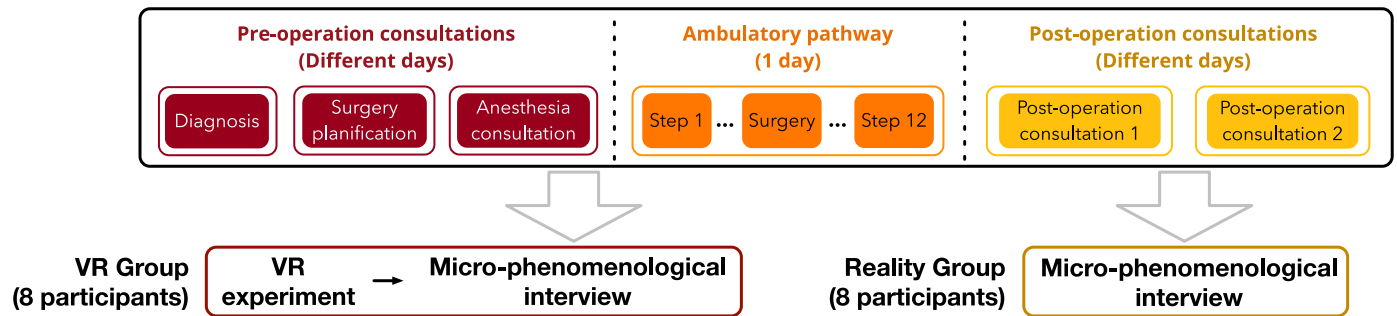 Pre-operation consultations
(Different days)
Ambulatory pathway
(1 day)
Post-operation consultations
(Different days)
Diagnosis
Surgery
planification
Anesthesia
consultation
Step 1
...
Surgery
...
Step 12
Post-operation
consultation 1
Post-operation
consultation 2
VR Group
(8 participants)
VR
experiment
Micro-phenomenological
interview
Reality Group
(8 participants)
Micro-phenomenological
interview